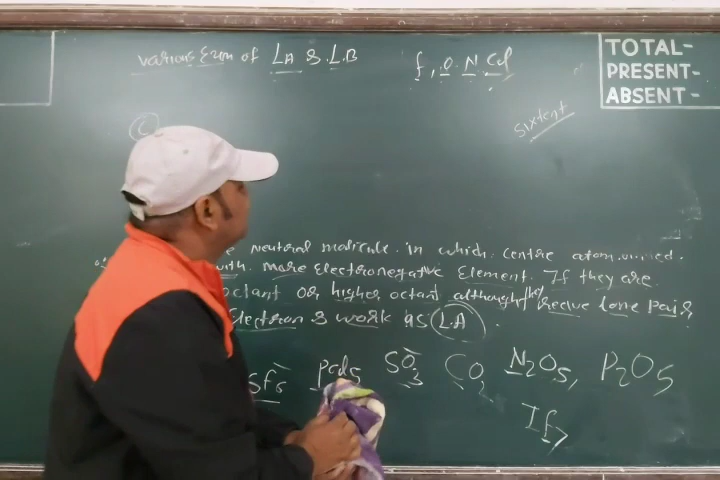 various Exm of LA & LB
f, O, N Cl
TOTAL-
PRESENT-
ABSENT-
Sixtent
(C)
neutral molicule. in which. centre atom
with. more Electronegative Element. If they are
octant or higher octant although they Recive lone pair
Electron & work as (LA).
SF6 PCl5 SO3 CO2 N2O5, P2O5
If7